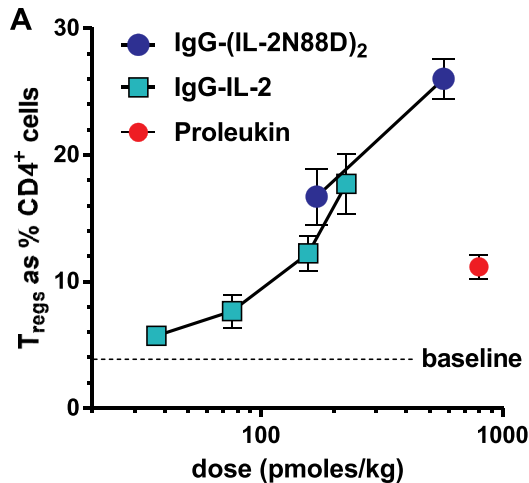 A
IgG-(IL-2N88D)₂
IgG-IL-2
Proleukin
T_regs as % CD4⁺ cells
30
20
10
0
baseline
100
1000
dose (pmoles/kg)